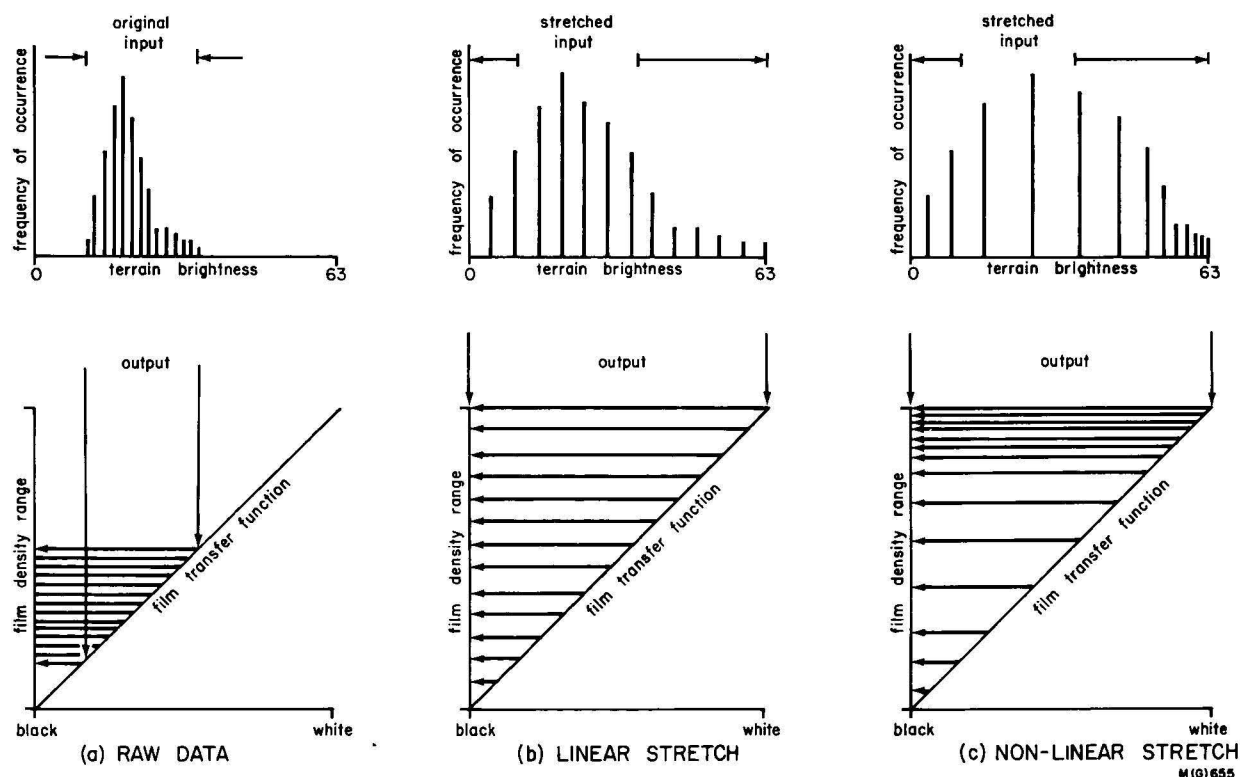 original
input
frequency of occurrence
0
terrain brightness
63
stretched
input
frequency of occurrence
0
terrain brightness
63
stretched
input
frequency of occurrence
0
terrain brightness
63
output
film density range
film transfer function
black
white
(a) RAW DATA
output
film density range
film transfer function
black
white
(b) LINEAR STRETCH
output
film density range
film transfer function
black
white
(c) NON-LINEAR STRETCH
M(G)655